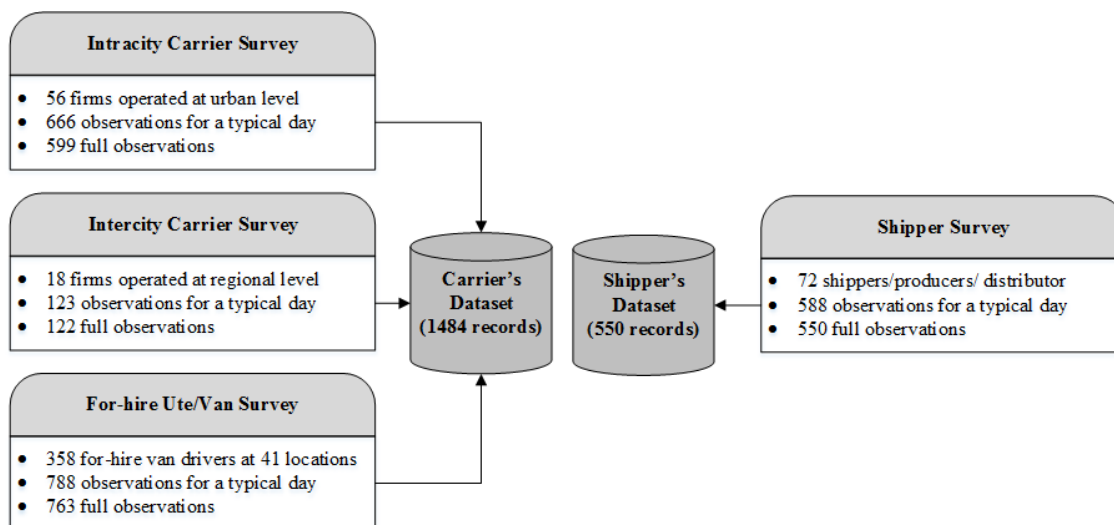 Intracity Carrier Survey
• 56 firms operated at urban level
• 666 observations for a typical day
• 599 full observations
Intercity Carrier Survey
• 18 firms operated at regional level
• 123 observations for a typical day
• 122 full observations
For-hire Ute/Van Survey
• 358 for-hire van drivers at 41 locations
• 788 observations for a typical day
• 763 full observations
Carrier's
Dataset
(1484 records)
Shipper's
Dataset
(550 records)
Shipper Survey
• 72 shippers/producers/ distributor
• 588 observations for a typical day
• 550 full observations